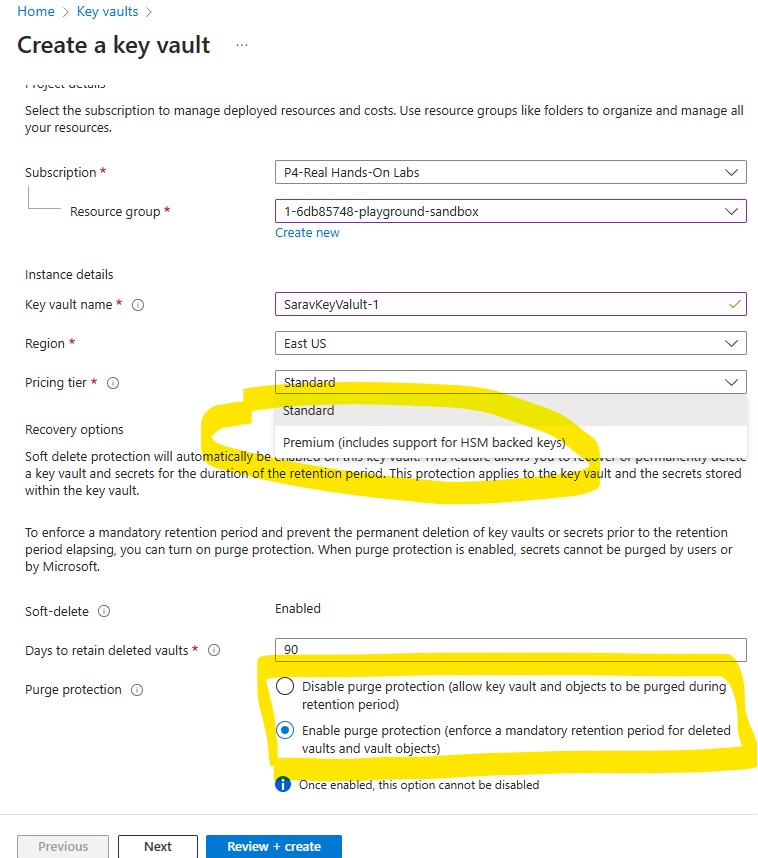 Home > Key vaults >
Create a key vault ...
Project details
Select the subscription to manage deployed resources and costs. Use resource groups like folders to organize and manage all
your resources.
Subscription *
P4-Real Hands-On Labs
Resource group *
1-6db85748-playground-sandbox
Create new
Instance details
Key vault name *
SaravKeyValult-1
Region *
East US
Pricing tier *
Standard
Standard
Premium (includes support for HSM backed keys)
Recovery options
Soft delete protection will automatically be enabled on this key vault. This feature allows you to recover or permanently delete
a key vault and secrets for the duration of the retention period. This protection applies to the key vault and the secrets stored
within the key vault.
To enforce a mandatory retention period and prevent the permanent deletion of key vaults or secrets prior to the retention
period elapsing, you can turn on purge protection. When purge protection is enabled, secrets cannot be purged by users or
by Microsoft.
Soft-delete
Enabled
Days to retain deleted vaults *
90
Purge protection
Disable purge protection (allow key vault and objects to be purged during
retention period)
Enable purge protection (enforce a mandatory retention period for deleted
vaults and vault objects)
Once enabled, this option cannot be disabled
Previous
Next
Review + create